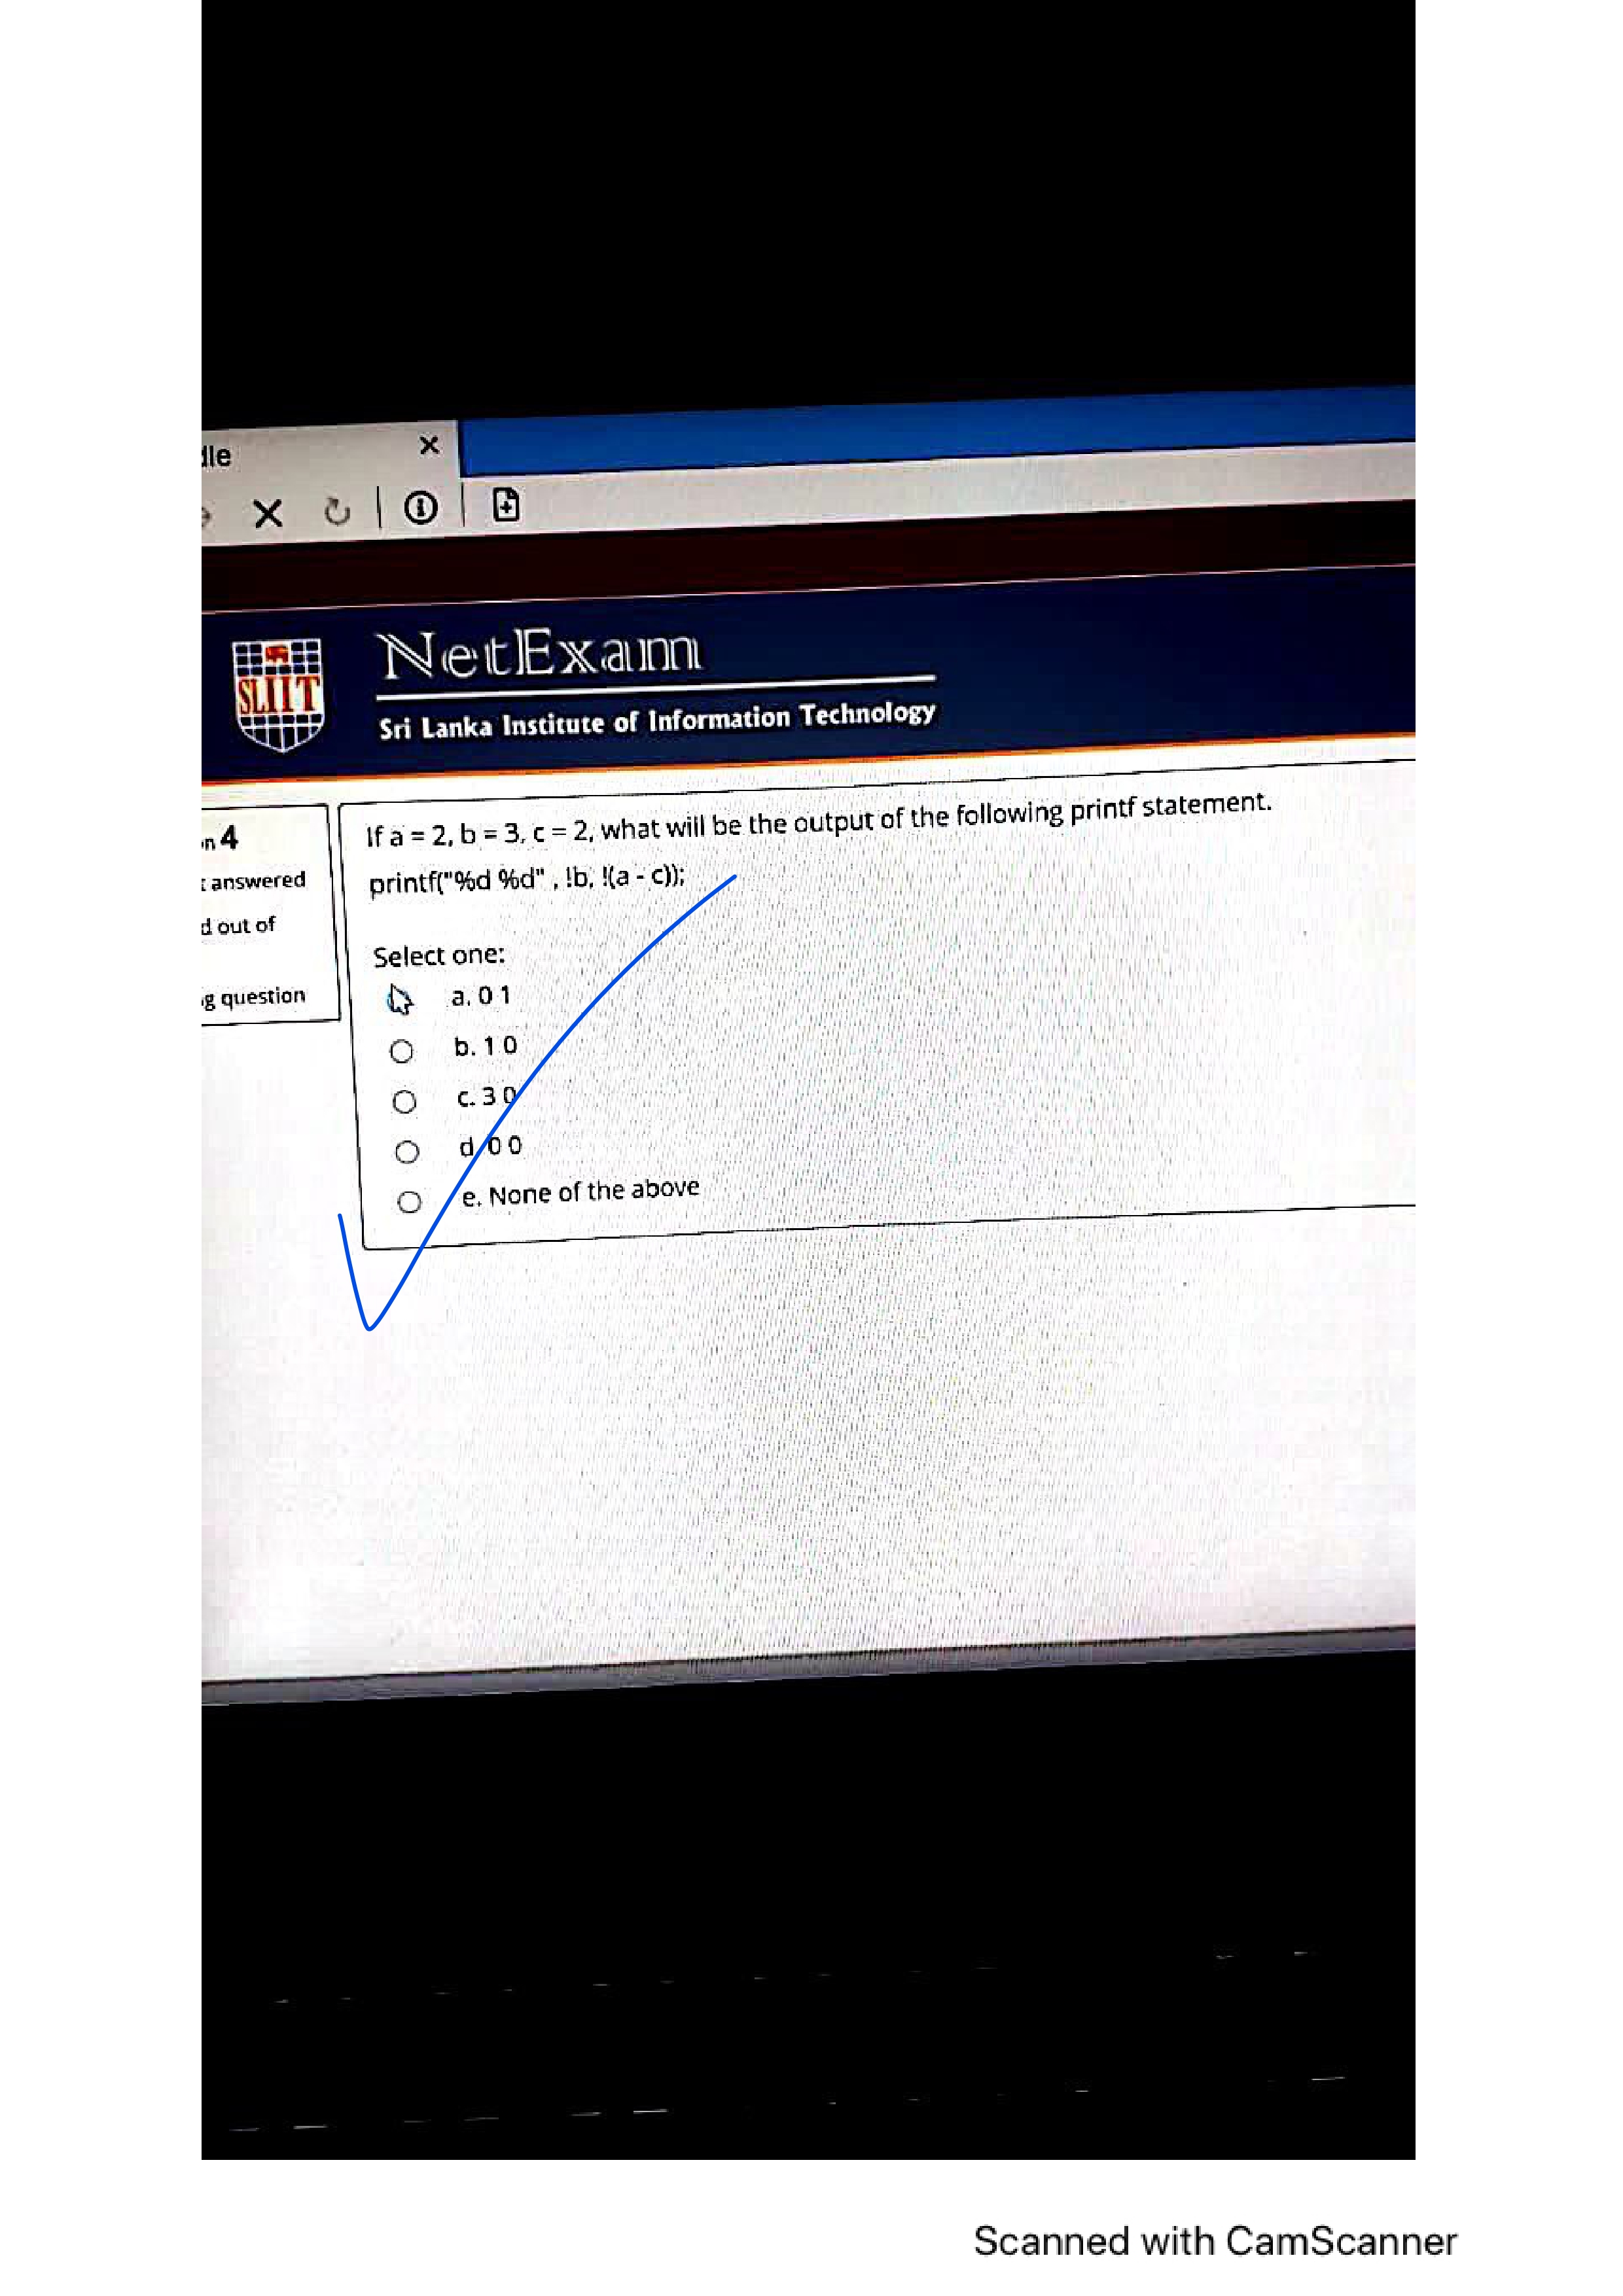 dle
NetExam
SLIIT
Sri Lanka Institute of Information Technology
n 4
answered
d out of
g question
If a = 2, b = 3, c = 2, what will be the output of the following printf statement.
printf("%d %d" , !b, !(a - c));
Select one:
a. 0 1
b. 1 0
c. 3 0
d. 0 0
e. None of the above
Scanned with CamScanner